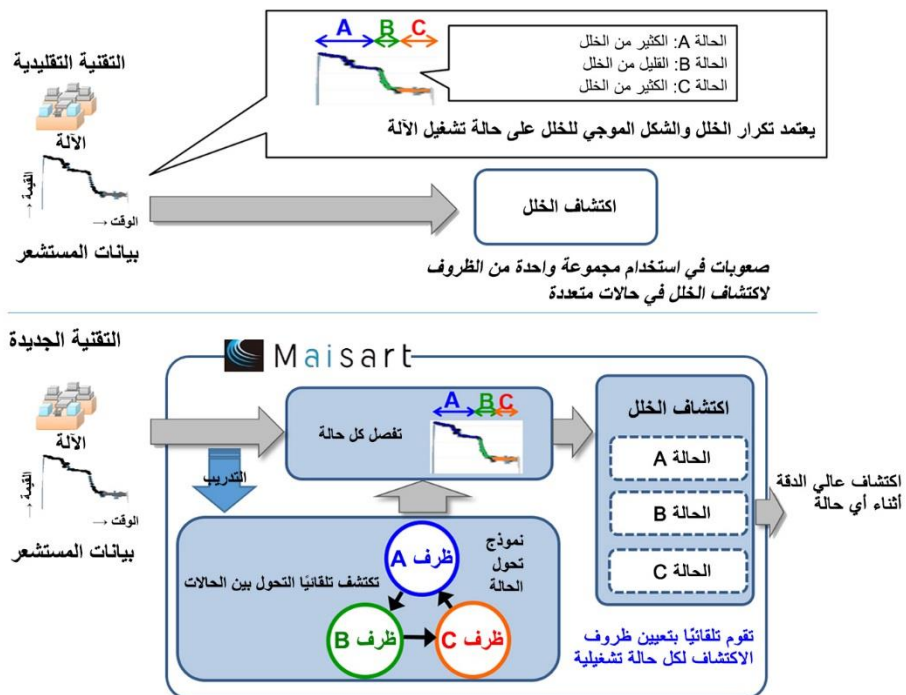 التقنية التقليدية
الآلة
القيمة →
الوقت →
بيانات المستشعر
A B C
الحالة A: الكثير من الخلل
الحالة B: القليل من الخلل
الحالة C: الكثير من الخلل
يعتمد تكرار الخلل والشكل الموجي للخلل على حالة تشغيل الآلة
اكتشاف الخلل
صعوبات في استخدام مجموعة واحدة من الظروف
لاكتشاف الخلل في حالات متعددة
التقنية الجديدة
الآلة
القيمة →
الوقت →
بيانات المستشعر
Maisart
تفصل كل حالة
A B C
التدريب
نموذج
تحول
الحالة
تكتشف تلقائيًا التحول بين الحالات
ظرف A
ظرف B
ظرف C
اكتشاف الخلل
الحالة A
الحالة B
الحالة C
تقوم تلقائيًا بتعيين ظروف
الاكتشاف لكل حالة تشغيلية
اكتشاف عالي الدقة
أثناء أي حالة